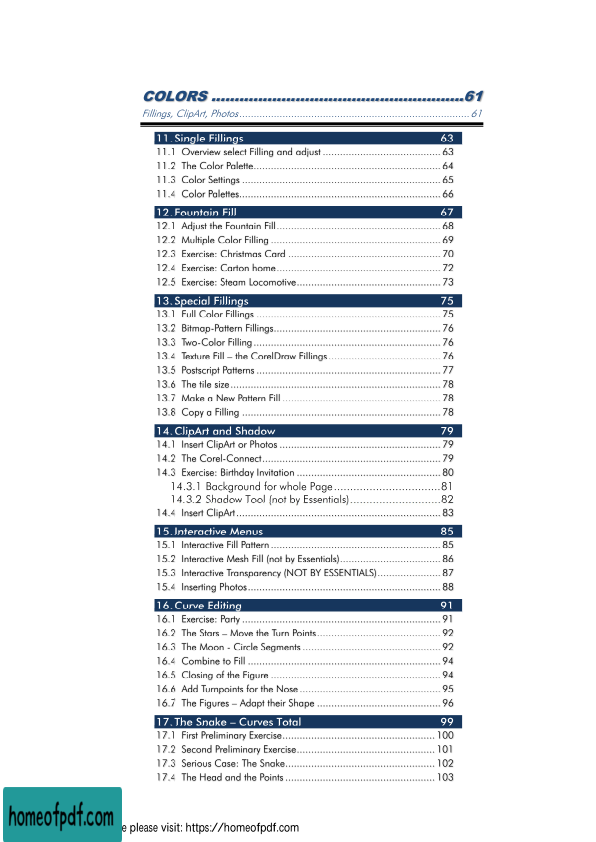 COLORS ........................................................61
Fillings, ClipArt, Photos................................................................................61
11. Single Fillings 63
11.1 Overview select Filling and adjust .........................................63
11.2 The Color Palette.................................................................64
11.3 Color Settings .....................................................................65
11.4 Color Palettes......................................................................66
12. Fountain Fill 67
12.1 Adjust the Fountain Fill.........................................................68
12.2 Multiple Color Filling ...........................................................69
12.3 Exercise: Christmas Card .....................................................70
12.4 Exercise: Carton home.........................................................72
12.5 Exercise: Steam Locomotive..................................................73
13. Special Fillings 75
13.1 Full Color Fillings ................................................................75
13.2 Bitmap-Pattern Fillings..........................................................76
13.3 Two-Color Filling.................................................................76
13.4 Texture Fill – the CorelDraw Fillings.......................................76
13.5 Postscript Patterns ................................................................77
13.6 The tile size.........................................................................78
13.7 Make a New Pattern Fill .......................................................78
13.8 Copy a Filling .....................................................................78
14. ClipArt and Shadow 79
14.1 Insert ClipArt or Photos ........................................................79
14.2 The Corel-Connect..............................................................79
14.3 Exercise: Birthday Invitation ..................................................80
14.3.1 Background for whole Page................................81
14.3.2 Shadow Tool (not by Essentials)...........................82
14.4 Insert ClipArt.......................................................................83
15. Interactive Menus 85
15.1 Interactive Fill Pattern ...........................................................85
15.2 Interactive Mesh Fill (not by Essentials)...................................86
15.3 Interactive Transparency (NOT BY ESSENTIALS)......................87
15.4 Inserting Photos...................................................................88
16. Curve Editing 91
16.1 Exercise: Party .....................................................................91
16.2 The Stars – Move the Turn Points...........................................92
16.3 The Moon - Circle Segments ................................................92
16.4 Combine to Fill ...................................................................94
16.5 Closing of the Figure ...........................................................94
16.6 Add Turnpoints for the Nose.................................................95
16.7 The Figures – Adapt their Shape ...........................................96
17. The Snake – Curves Total 99
17.1 First Preliminary Exercise.....................................................100
17.2 Second Preliminary Exercise................................................101
17.3 Serious Case: The Snake....................................................102
17.4 The Head and the Points ....................................................103
homeofpdf.com
e please visit: https://homeofpdf.com